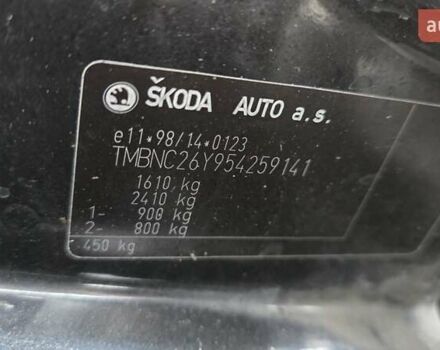 ŠKODA AUTO a.s.
e11*98/14*0123
TMBNC26Y954259141
1610 kg
2410 kg
1- 900 kg
2- 800 kg
450 kg